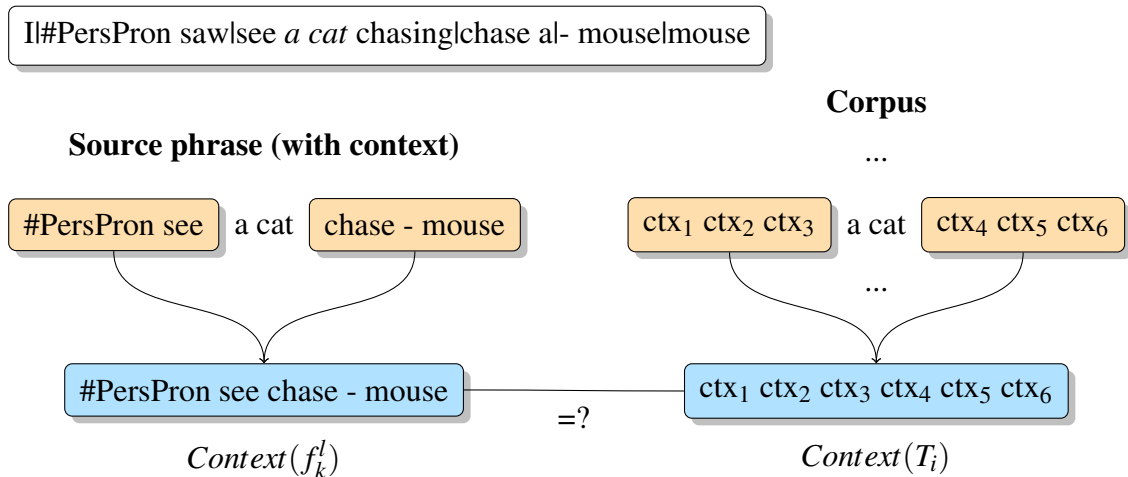 I|#PersPron saw|see a cat chasing|chase a|- mouse|mouse
Corpus
Source phrase (with context)
...
#PersPron see a cat chase - mouse
ctx₁ ctx₂ ctx₃ a cat ctx₄ ctx₅ ctx₆
...
#PersPron see chase - mouse
ctx₁ ctx₂ ctx₃ ctx₄ ctx₅ ctx₆
=?
Context(f_k^l)
Context(T_i)